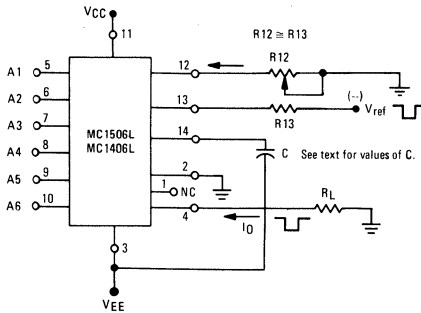 VCC
11
R12 ≅ R13
A1 5
12
R12
A2 6
13
R13
(--)
Vref
A3 7
MC1506L
MC1406L
14
A4 8
C
See text for values of C.
A5 9
2
1
NC
A6 10
4
IO
RL
3
VEE